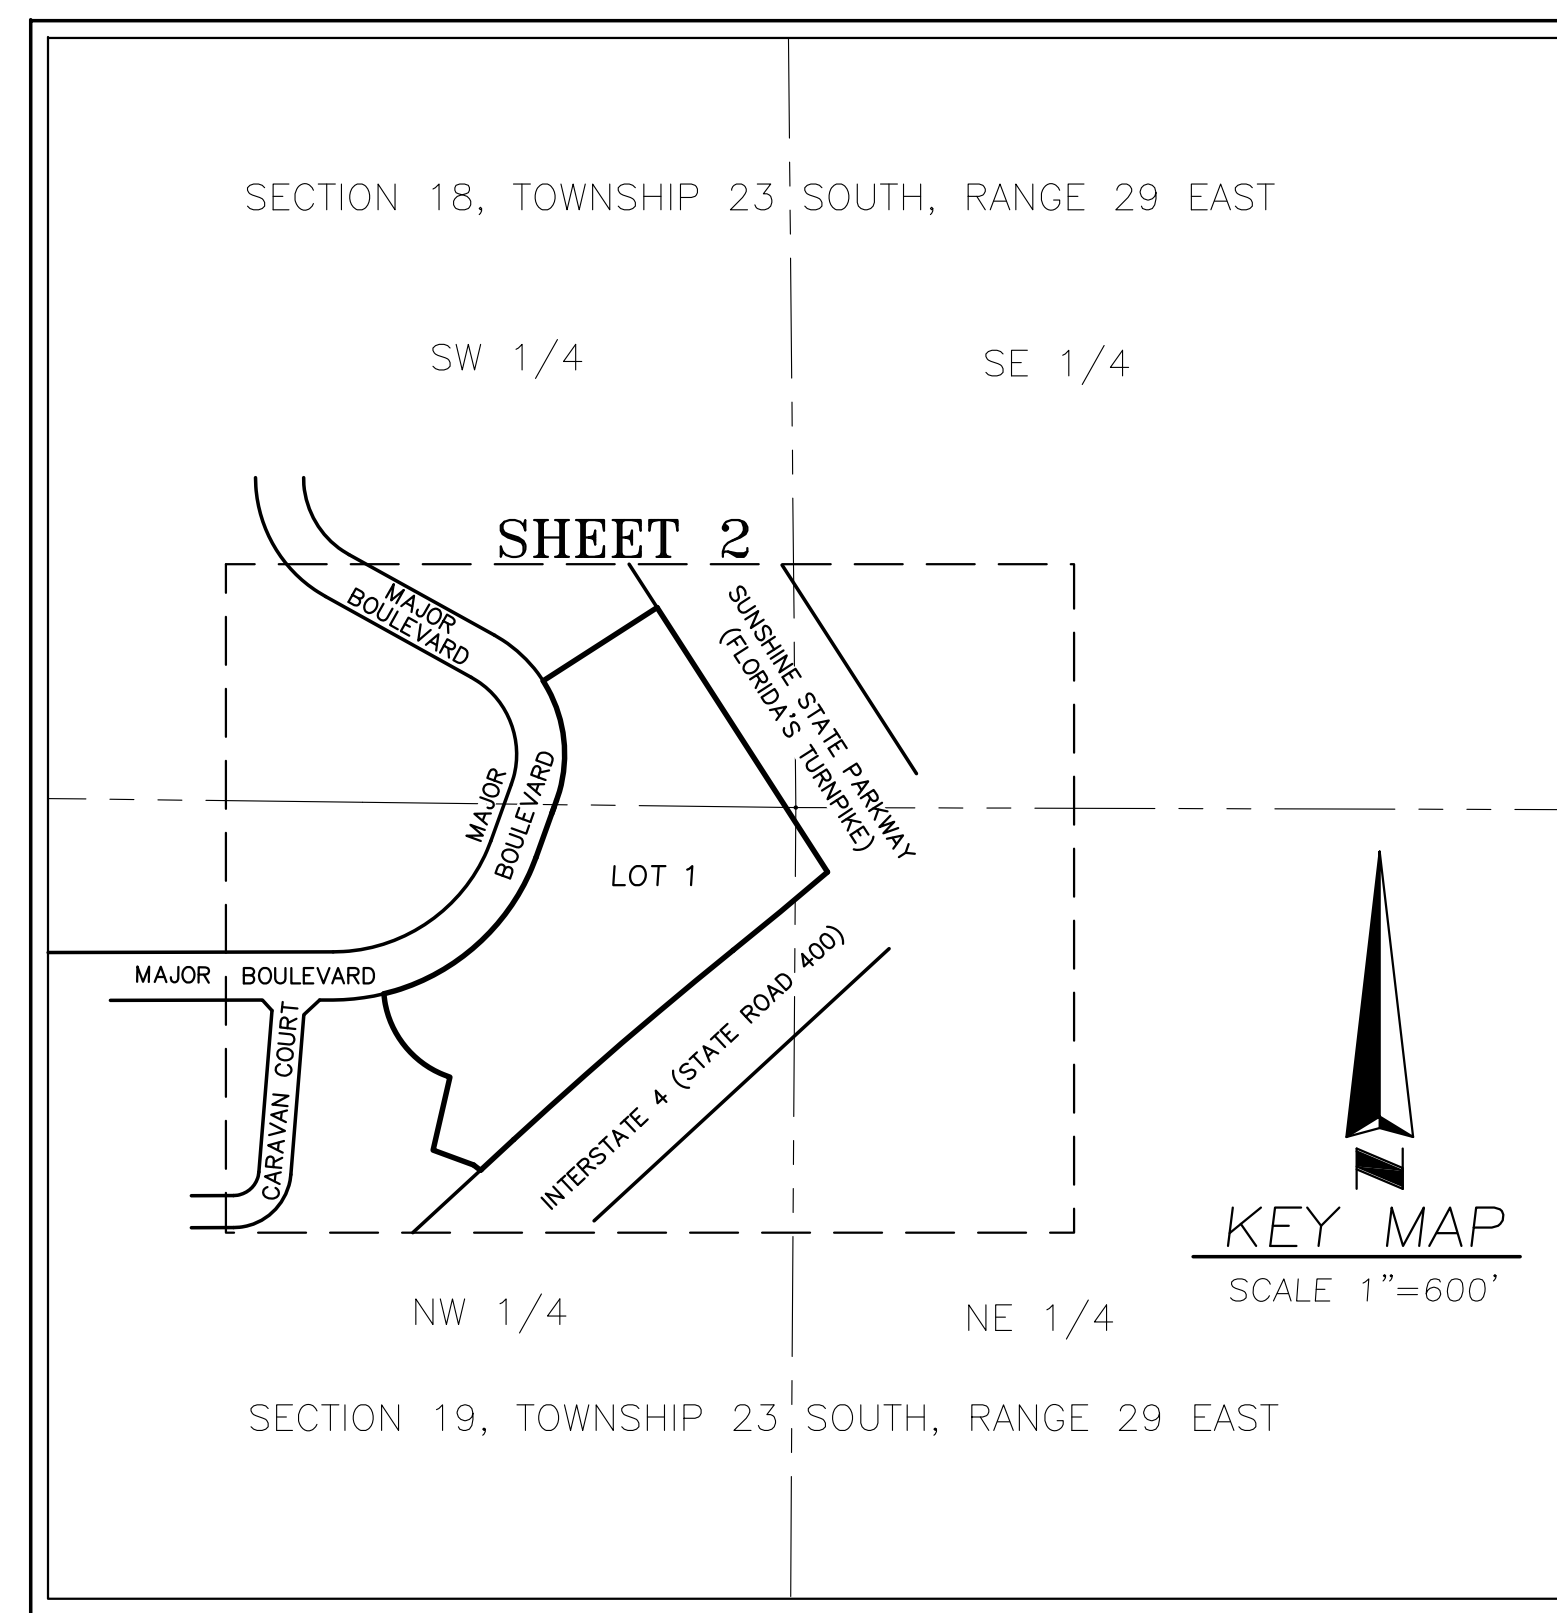 SECTION 18, TOWNSHIP 23 SOUTH, RANGE 29 EAST
SW 1/4
SE 1/4
SHEET 2
MAJOR
BOULEVARD
SUNSHINE STATE PARKWAY
(FLORIDA'S TURNPIKE)
MAJOR
BOULEVARD
LOT 1
MAJOR BOULEVARD
CARAVAN COURT
INTERSTATE 4 (STATE ROAD 400)
N
KEY MAP
SCALE 1"=600'
NW 1/4
NE 1/4
SECTION 19, TOWNSHIP 23 SOUTH, RANGE 29 EAST